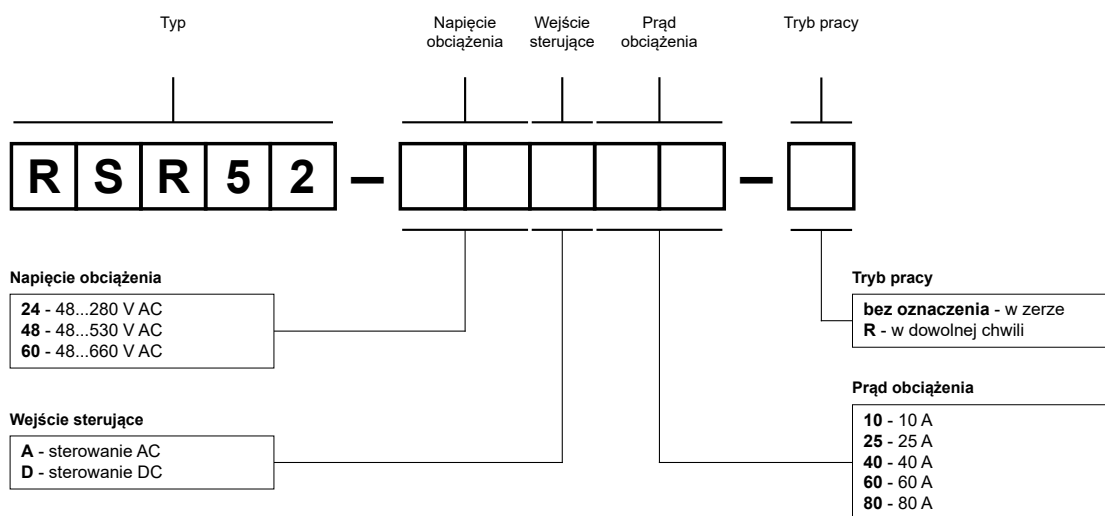 Typ
Napięcie
obciążenia
Wejście
sterujące
Prąd
obciążenia
Tryb pracy
R S R 5 2 – –
Napięcie obciążenia
24 - 48...280 V AC
48 - 48...530 V AC
60 - 48...660 V AC
Wejście sterujące
A - sterowanie AC
D - sterowanie DC
Tryb pracy
bez oznaczenia - w zerze
R - w dowolnej chwili
Prąd obciążenia
10 - 10 A
25 - 25 A
40 - 40 A
60 - 60 A
80 - 80 A